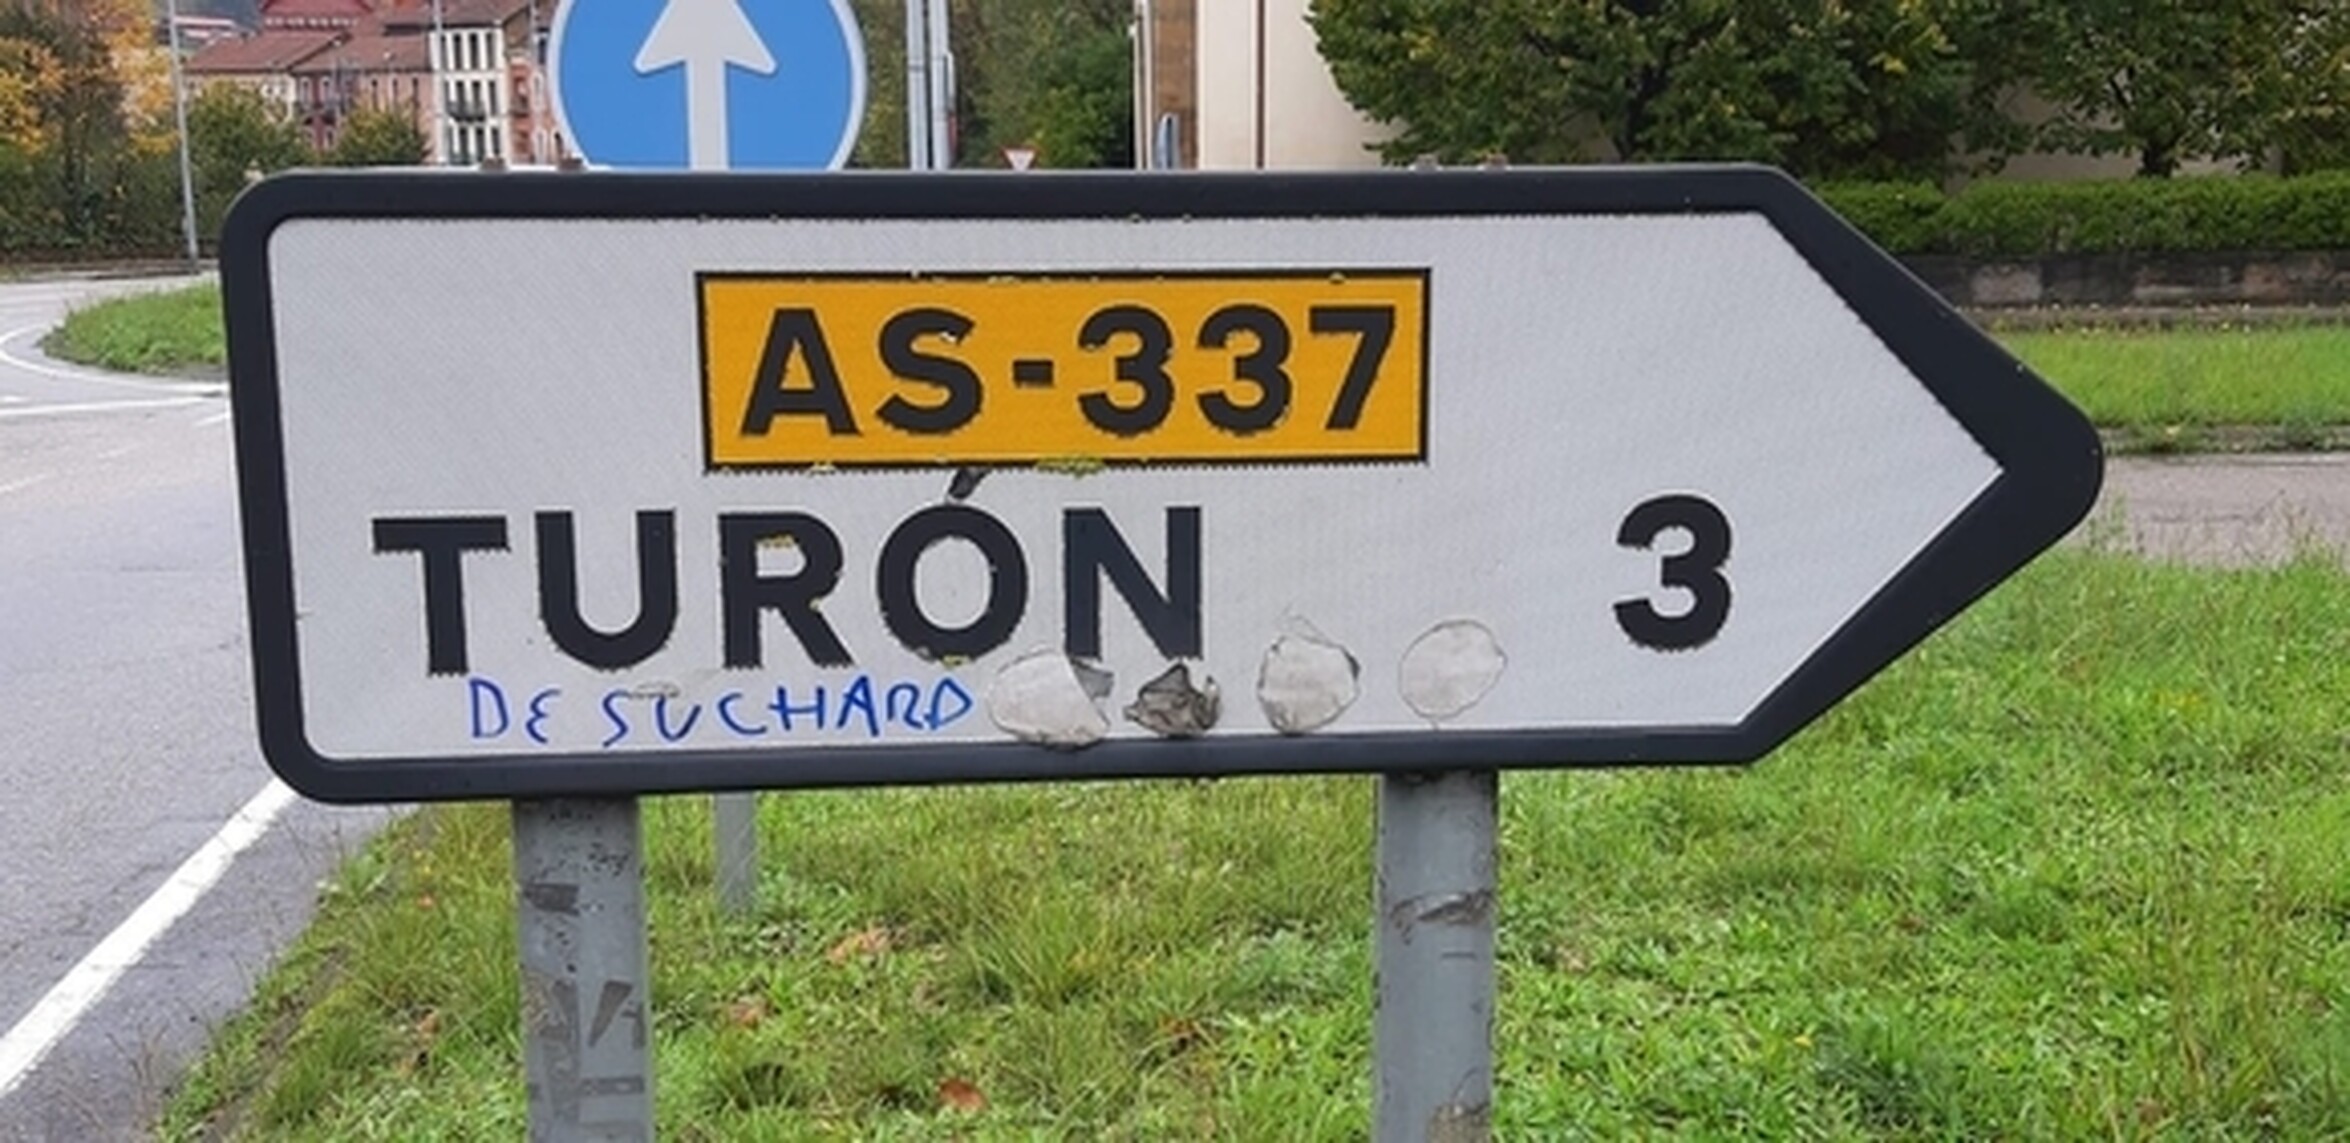 AS-337
TURÓN 3
DE SUCHARD